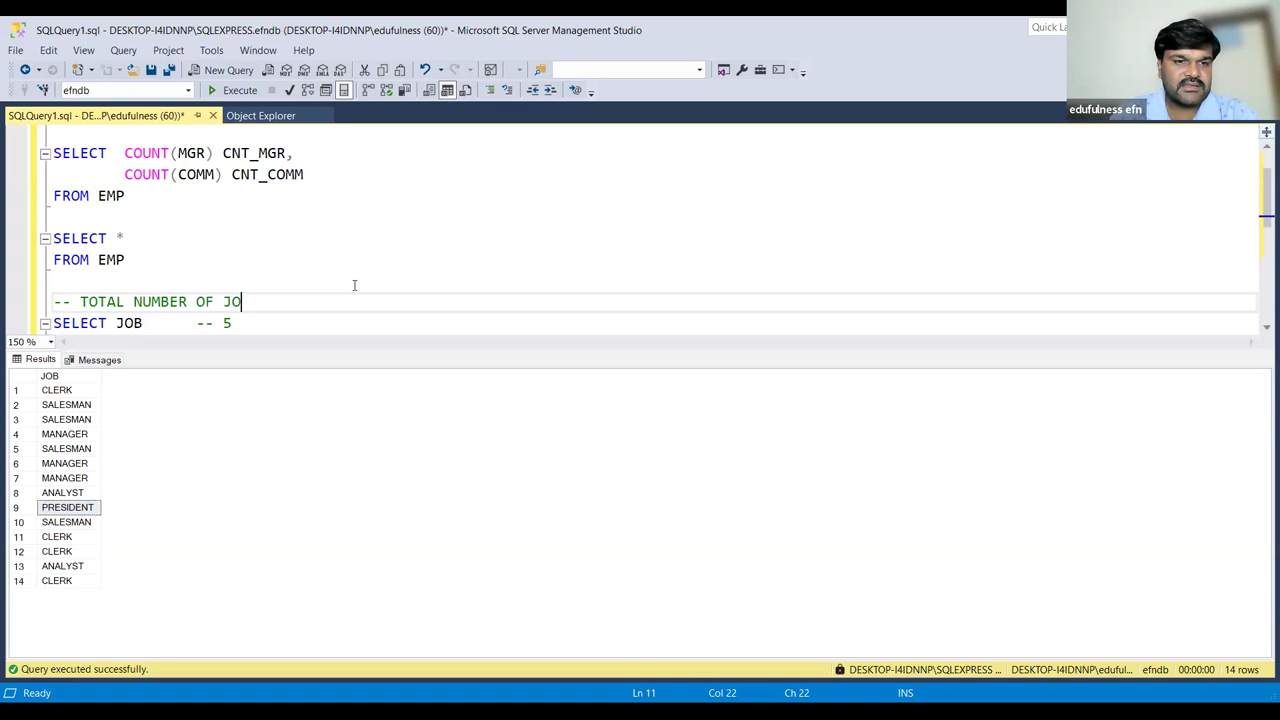 SQLQuery1.sql - DESKTOP-I4IDNNP\SQLEXPRESS.efndb (DESKTOP-I4IDNNP\edufulness (60))* - Microsoft SQL Server Management Studio
Quick La
File Edit View Query Project Tools Window Help
New Query
efndb Execute
SQLQuery1.sql - DE...P\edufulness (60))* Object Explorer
edufulness efn
SELECT COUNT(MGR) CNT_MGR,
COUNT(COMM) CNT_COMM
FROM EMP
SELECT *
FROM EMP
-- TOTAL NUMBER OF JO
SELECT JOB -- 5
150 %
Results Messages
JOB
1 CLERK
2 SALESMAN
3 SALESMAN
4 MANAGER
5 SALESMAN
6 MANAGER
7 MANAGER
8 ANALYST
9 PRESIDENT
10 SALESMAN
11 CLERK
12 CLERK
13 ANALYST
14 CLERK
Query executed successfully. DESKTOP-I4IDNNP\SQLEXPRESS ... DESKTOP-I4IDNNP\eduful... efndb 00:00:00 14 rows
Ready Ln 11 Col 22 Ch 22 INS